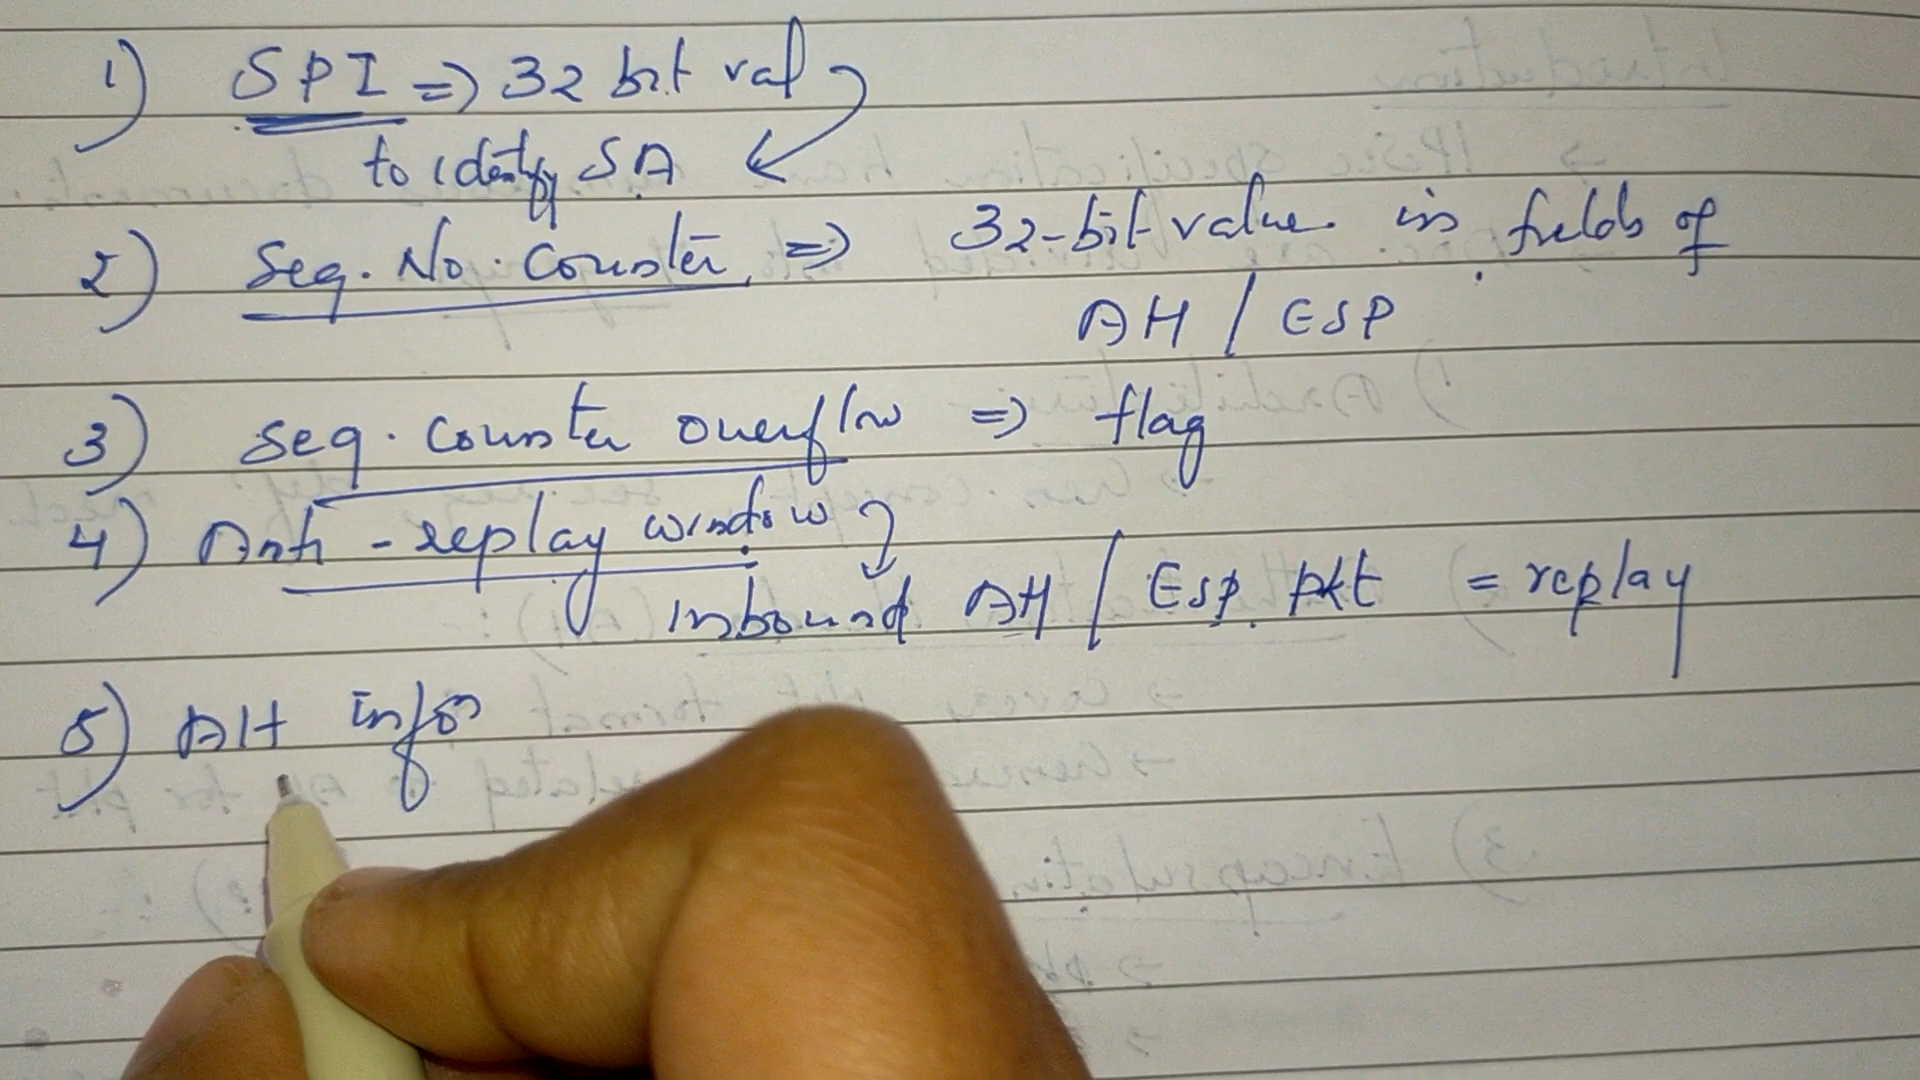 1) SPI => 32 bit val
to identify SA
2) Seq. No. Counter => 32-bit value in fields of
AH / ESP
3) Seq. Counter Overflow => flag
4) Anti-replay window
inbound AH / ESP pkt = replay
5) AH info